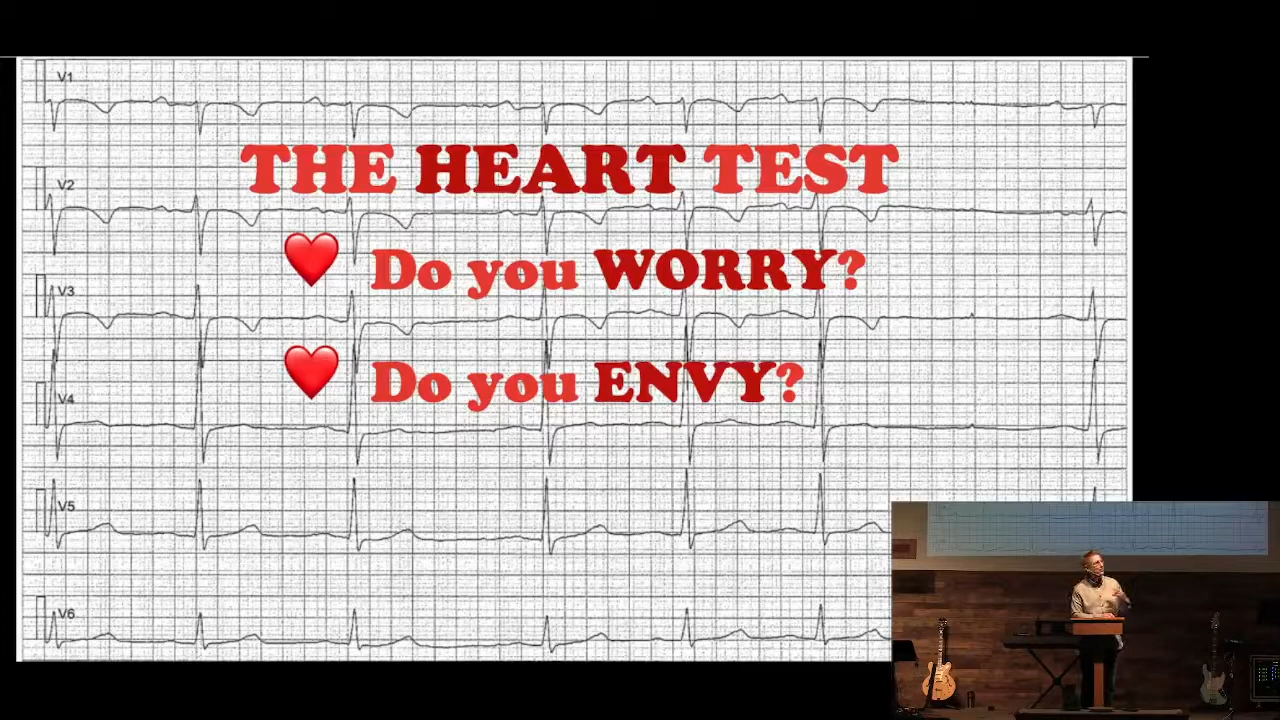 V1
THE HEART TEST
V2
Do you WORRY?
V3
Do you ENVY?
V4
V5
V6